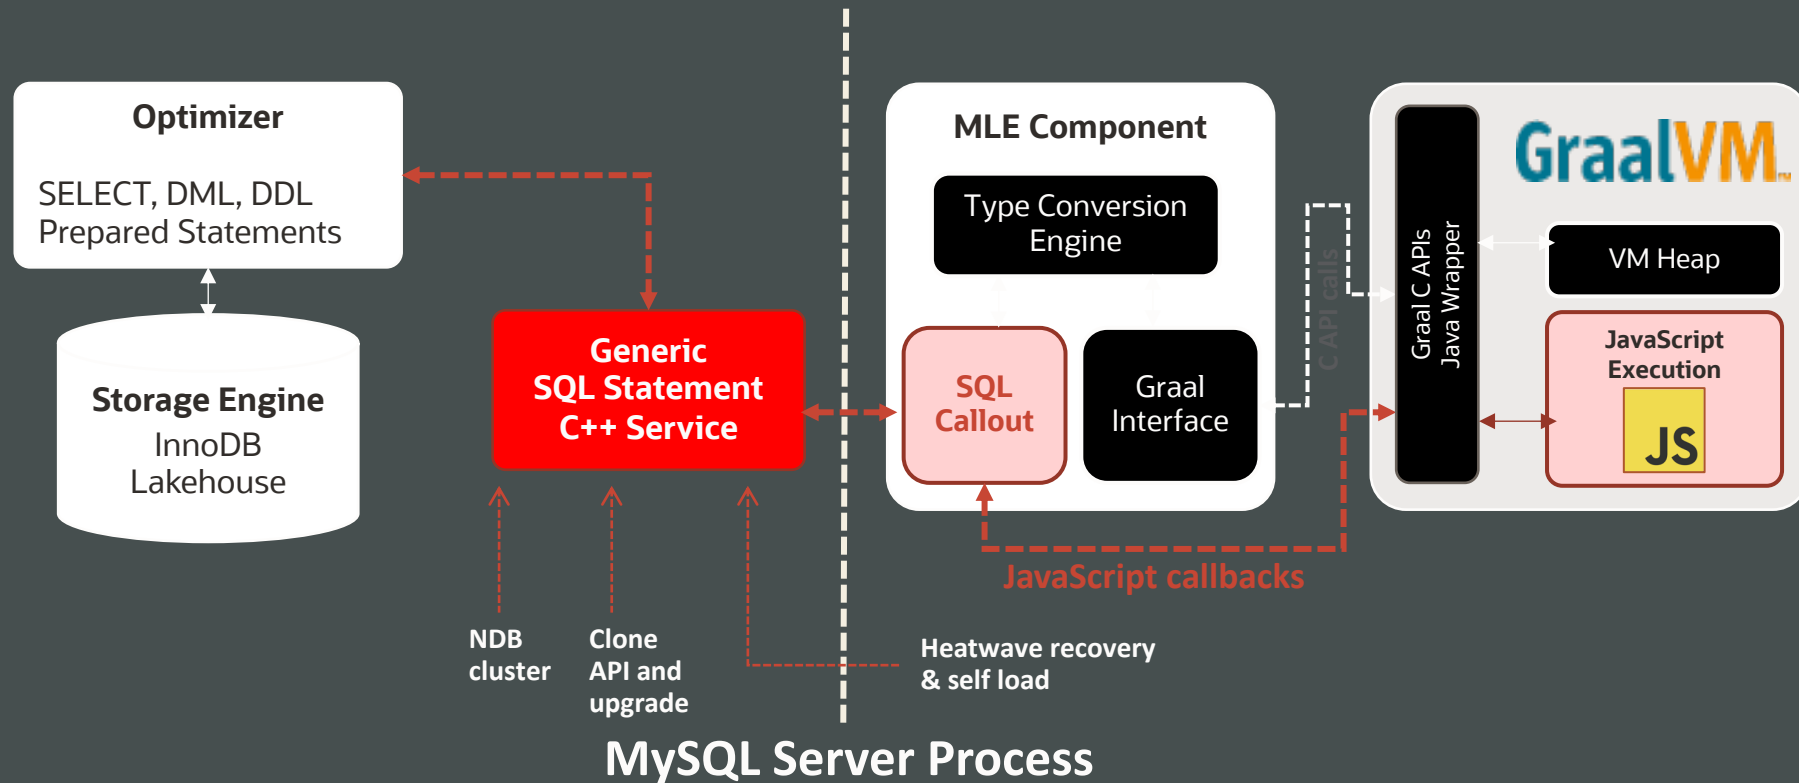 Optimizer
SELECT, DML, DDL
Prepared Statements
Storage Engine
InnoDB
Lakehouse
Generic
SQL Statement
C++ Service
NDB
cluster
Clone
API and
upgrade
Heatwave recovery
& self load
MLE Component
Type Conversion
Engine
SQL
Callout
Graal
Interface
C API calls
JavaScript callbacks
Graal C APIs
Java Wrapper
GraalVM
VM Heap
JavaScript
Execution
JS
MySQL Server Process